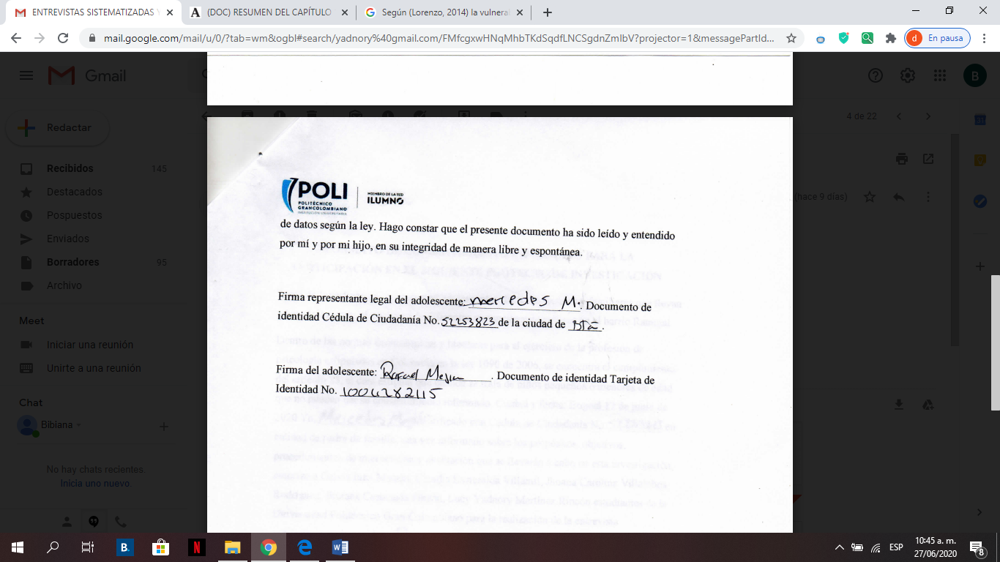 ENTREVISTAS SISTEMATIZADAS Y
(DOC) RESUMEN DEL CAPÍTULO
Según (Lorenzo, 2014) la vulnera
mail.google.com/mail/u/0/?tab=wm&ogbl#search/yadnory%40gmail.com/FMfcgxwHNqMhbTKdSqdfLNCSgdnZmlbV?projector=1&messagePartId...
En pausa
Gmail
Redactar
4 de 22
Recibidos 145
Destacados
Pospuestos
(hace 9 días)
Enviados
Borradores 95
Archivo
Meet
Iniciar una reunión
Unirte a una reunión
Chat
Bibiana
No hay chats recientes.
Inicia uno nuevo.
POLI
POLITÉCNICO
GRANCOLOMBIANO
INSTITUCIÓN UNIVERSITARIA
MIEMBRO DE LA RED
ILUMNO
de datos según la ley. Hago constar que el presente documento ha sido leído y entendido
por mí y por mi hijo, en su integridad de manera libre y espontánea.
Firma representante legal del adolescente: mercedes M. Documento de
identidad Cédula de Ciudadanía No. 52253823 de la ciudad de Bta.
Firma del adolescente: Rafael . Documento de identidad Tarjeta de
Identidad No.
ESP
10:45 a. m.
27/06/2020
8